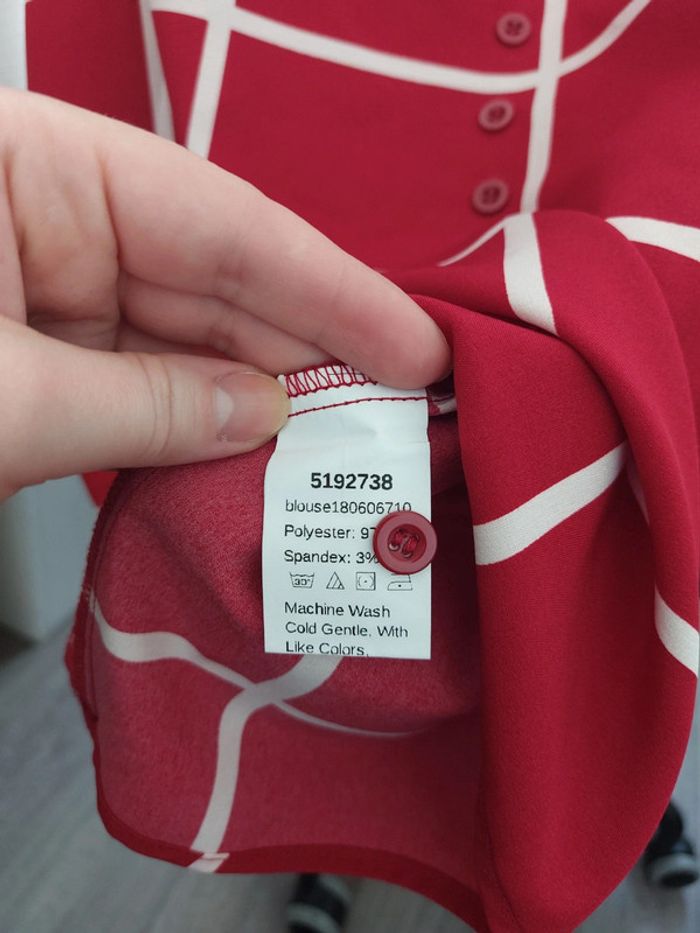 5192738
blouse180606710
Polyester: 97
Spandex: 3%
30°
Machine Wash
Cold Gentle. With
Like Colors,